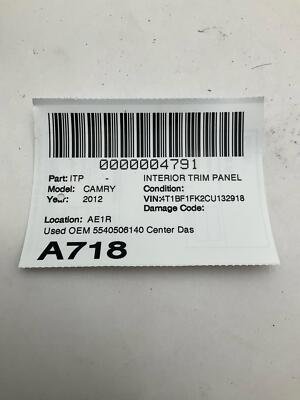 0000004791
Part: ITP - INTERIOR TRIM PANEL
Model: CAMRY Condition:
Year: 2012 VIN:4T1BF1FK2CU132918
Damage Code:
Location: AE1R
Used OEM 5540506140 Center Das
A718